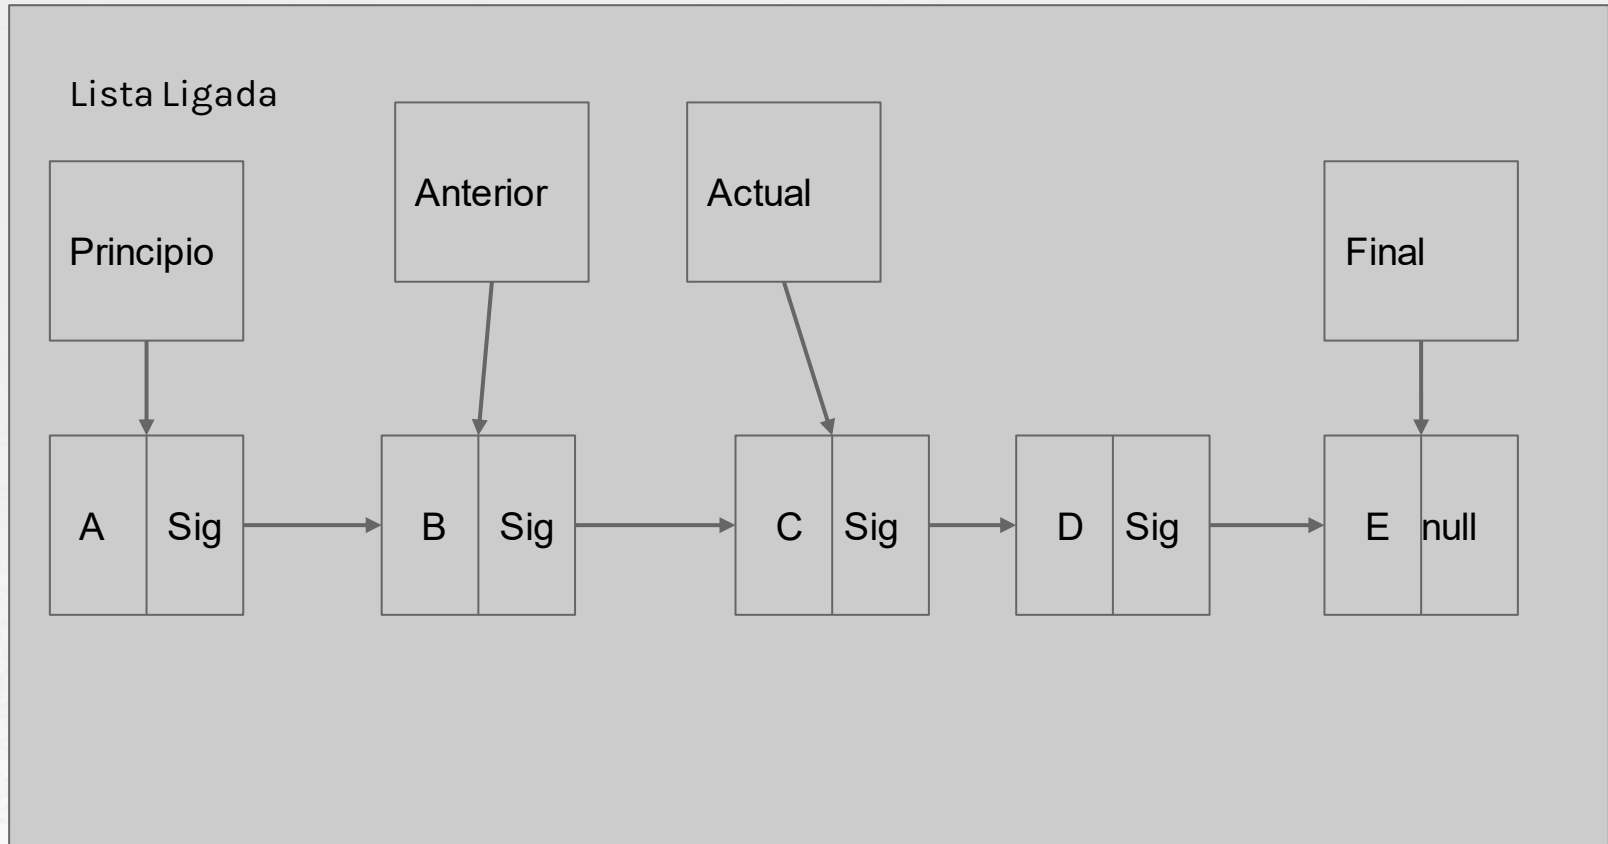 Lista Ligada
Principio
Anterior
Actual
Final
A Sig
B Sig
C Sig
D Sig
E null